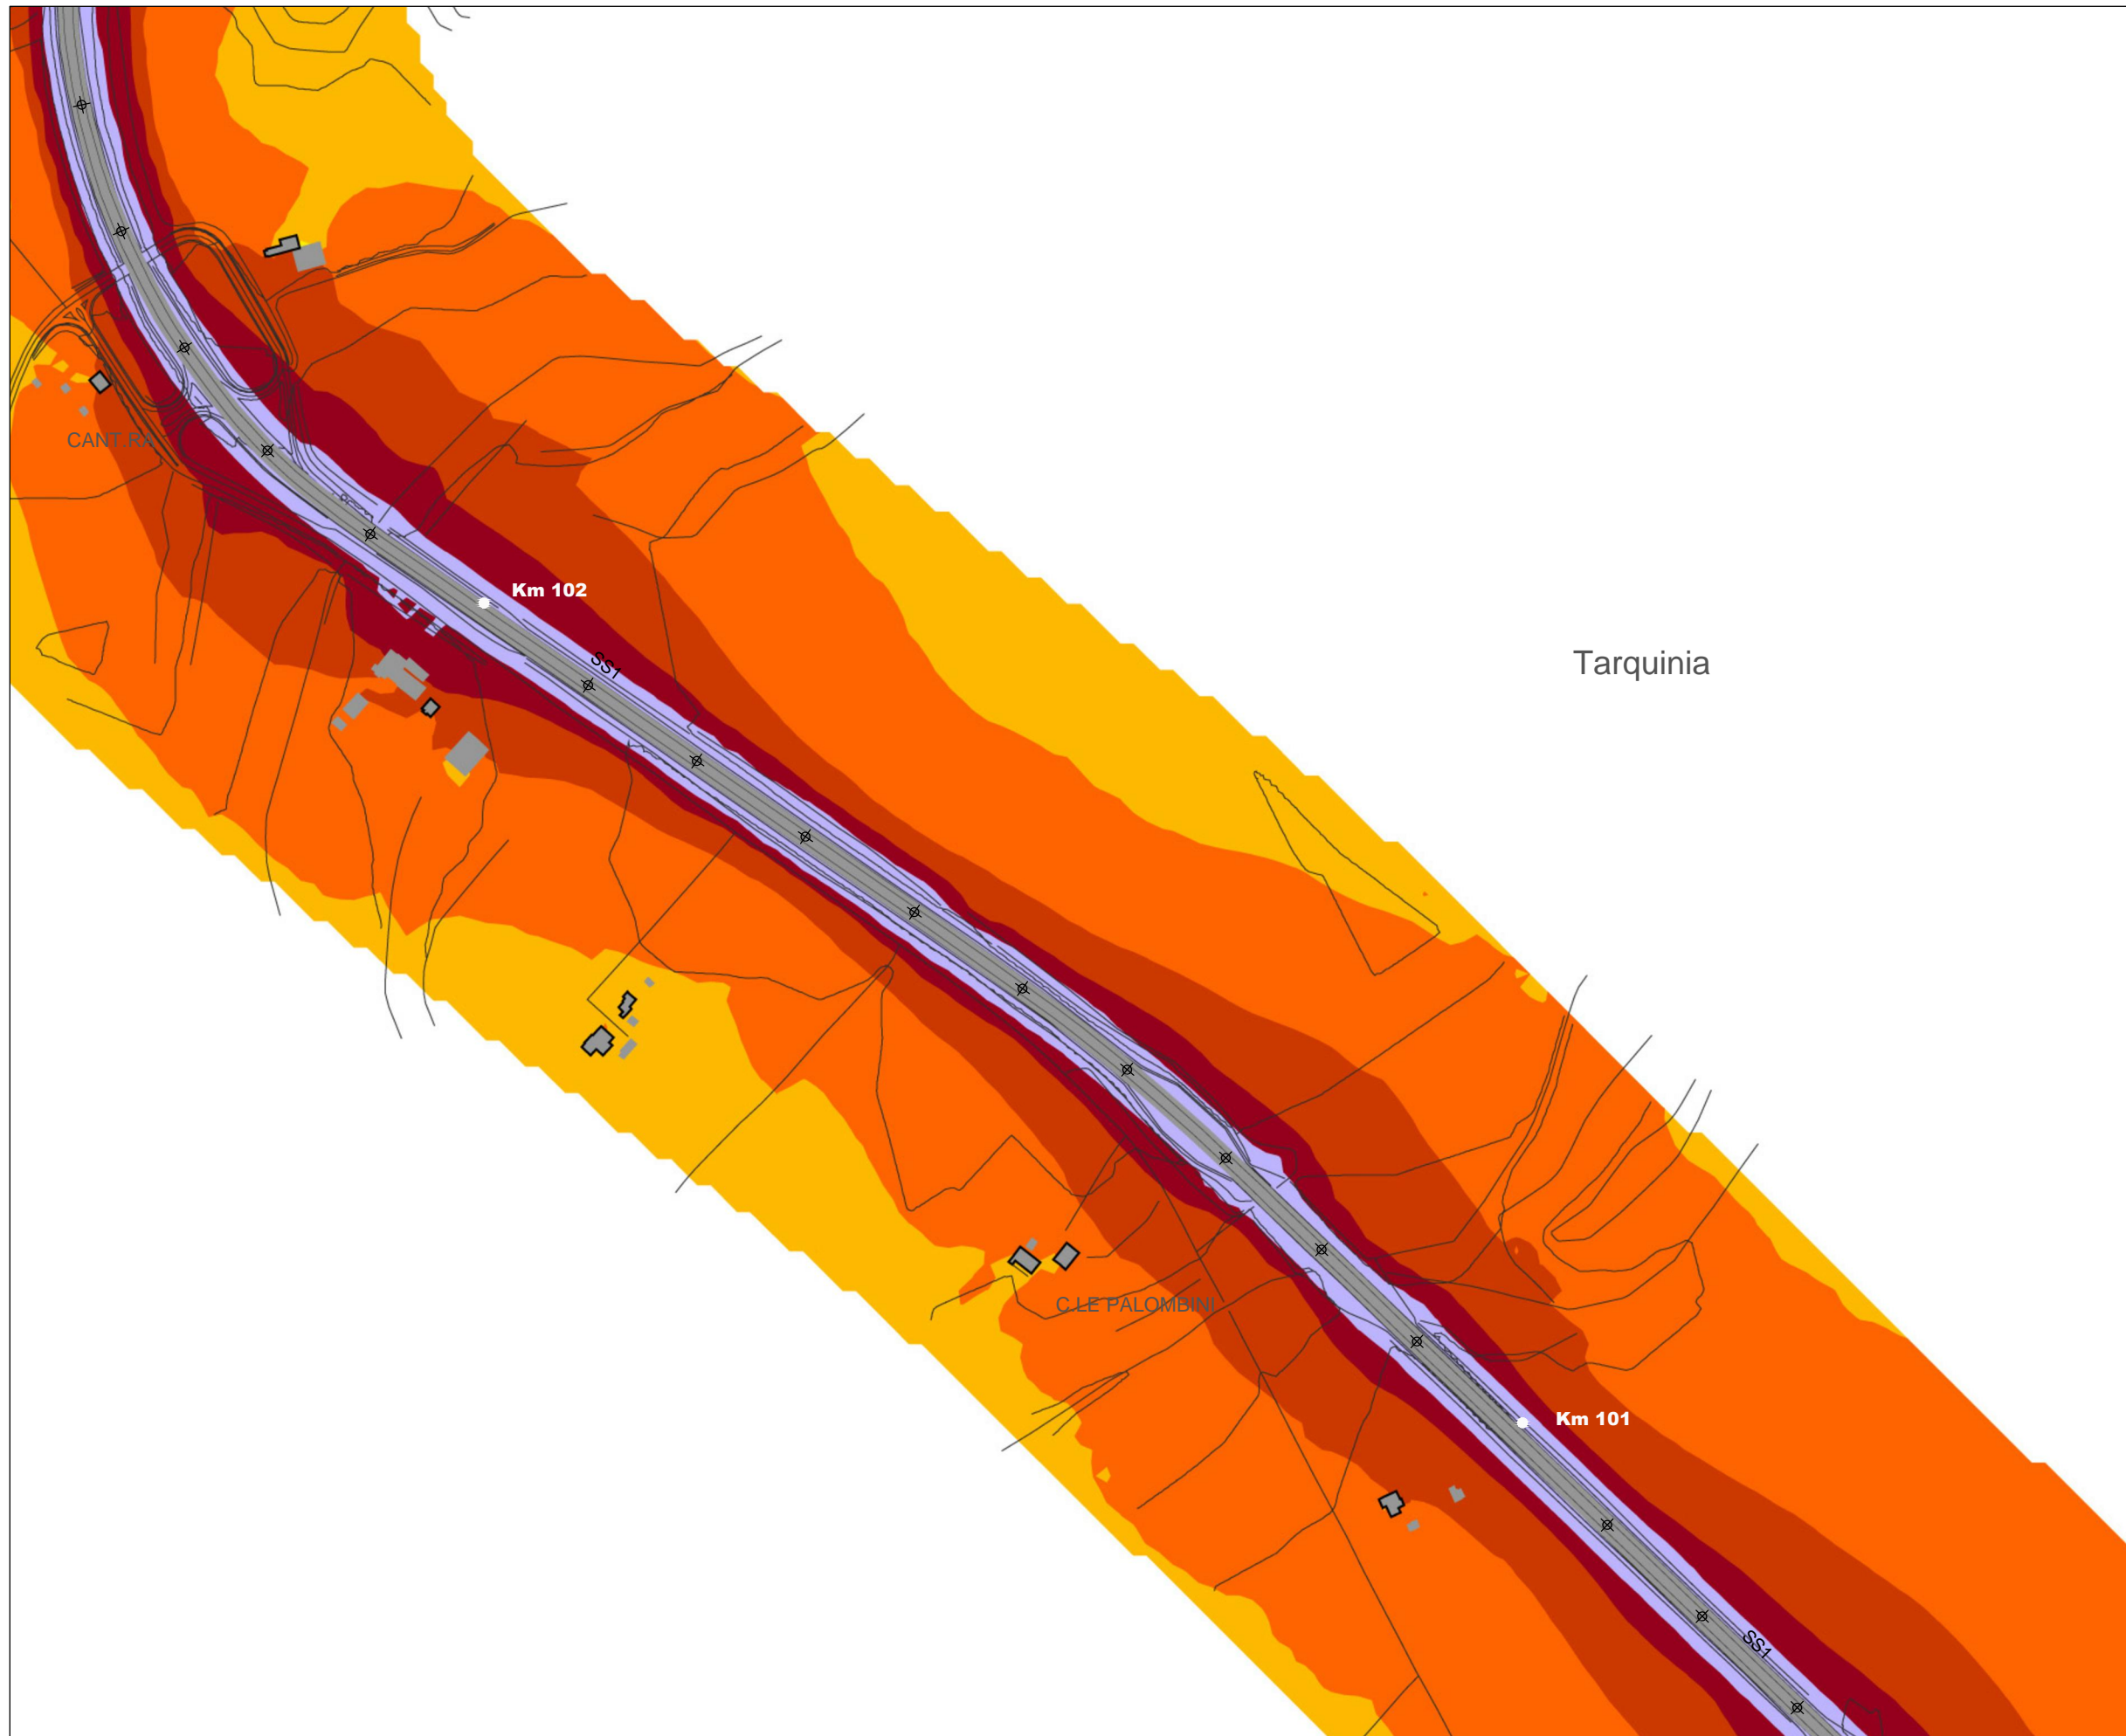 CANT.RA
Km 102
SS1
Tarquinia
C.LE PALOMBINI
Km 101
SS1